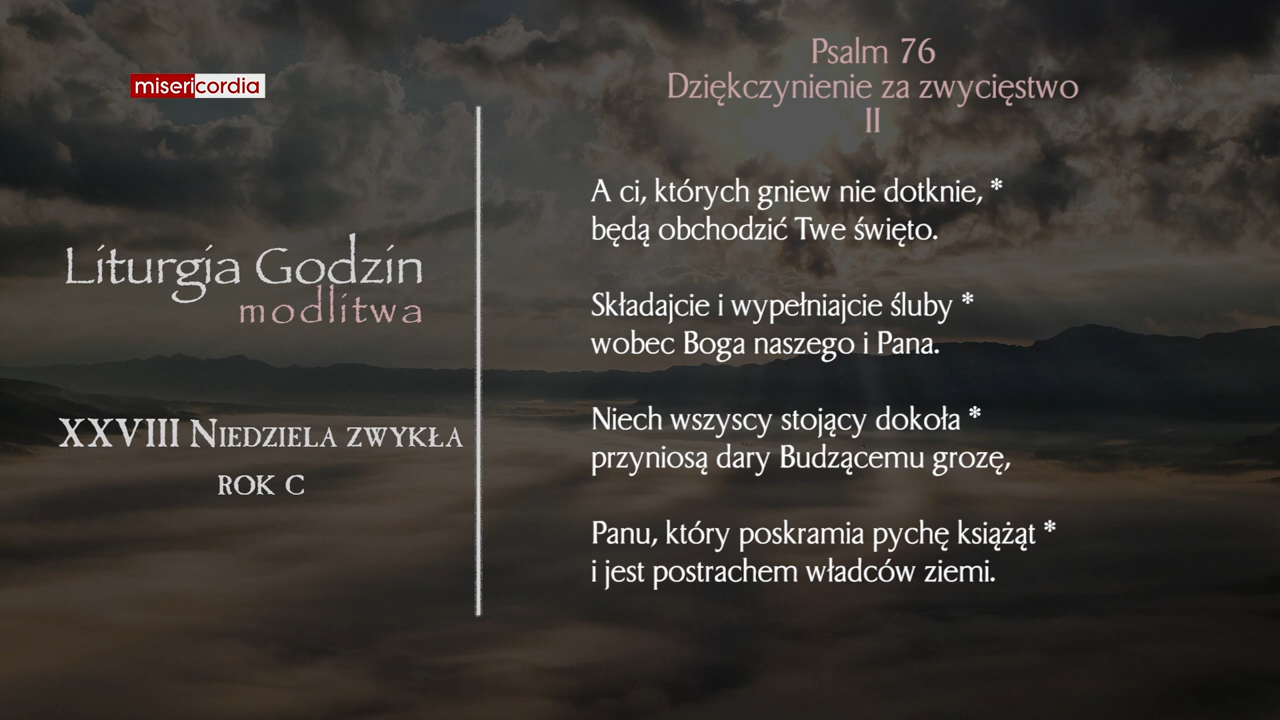 misericordia
Liturgia Godzin
modlitwa
XXVIII Niedziela zwykła
rok C
Psalm 76
Dziękczynienie za zwycięstwo
II
A ci, których gniew nie dotknie, *
będą obchodzić Twe święto.
Składajcie i wypełniajcie śluby *
wobec Boga naszego i Pana.
Niech wszyscy stojący dokoła *
przyniosą dary Budzącemu grozę,
Panu, który poskramia pychę książąt *
i jest postrachem władców ziemi.